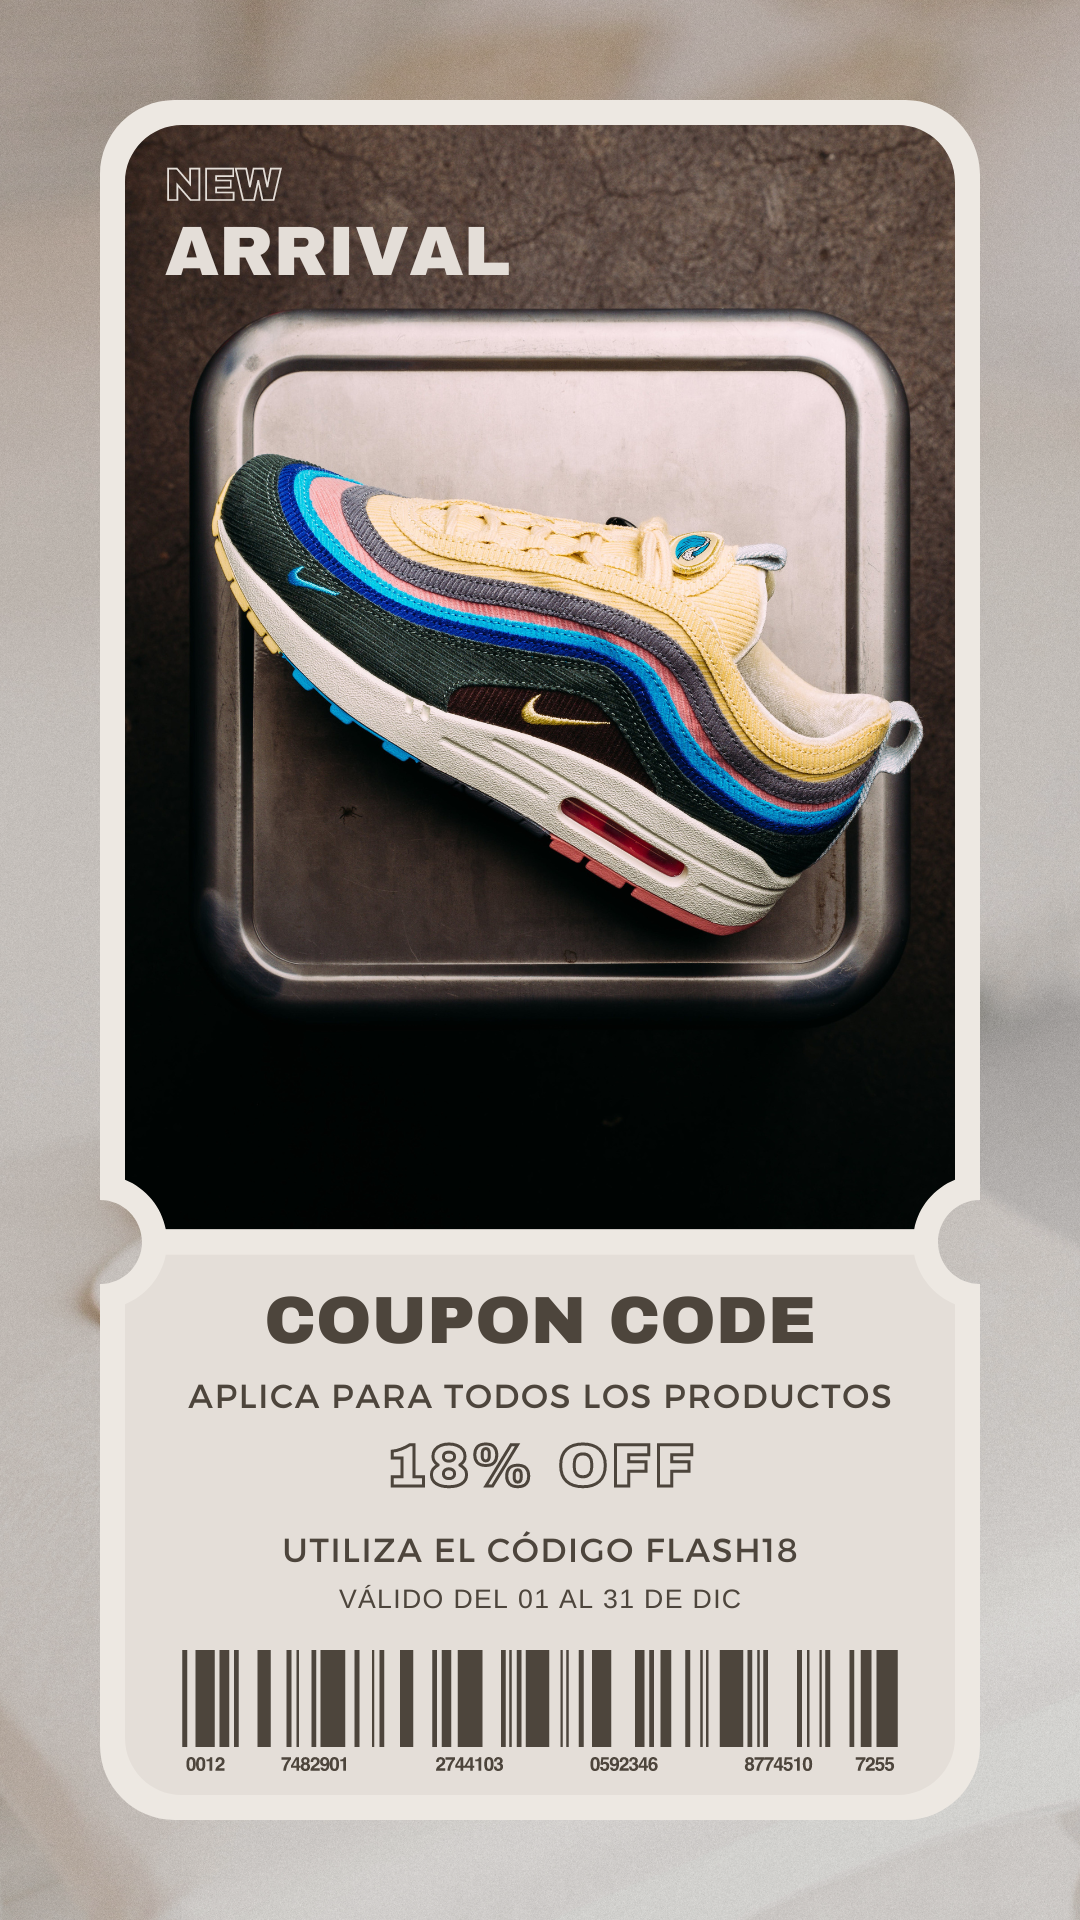 NEW
ARRIVAL
COUPON CODE
APLICA PARA TODOS LOS PRODUCTOS
18% OFF
UTILIZA EL CÓDIGO FLASH18
VÁLIDO DEL 01 AL 31 DE DIC
0012 7482901 2744103 0592346 8774510 7255